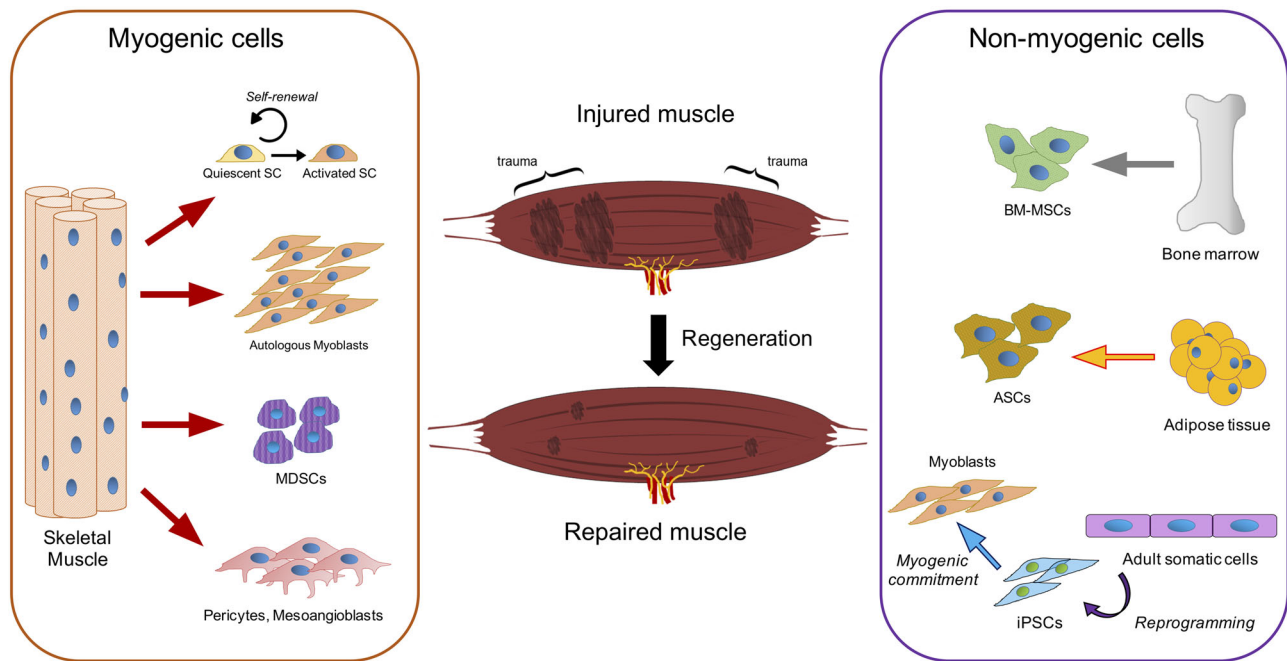 Myogenic cells
Self-renewal
Quiescent SC
Activated SC
Autologous Myoblasts
MDSCs
Skeletal
Muscle
Pericytes, Mesoangioblasts
Injured muscle
trauma
trauma
Regeneration
Repaired muscle
Non-myogenic cells
BM-MSCs
Bone marrow
ASCs
Adipose tissue
Myoblasts
Adult somatic cells
Myogenic
commitment
iPSCs
Reprogramming